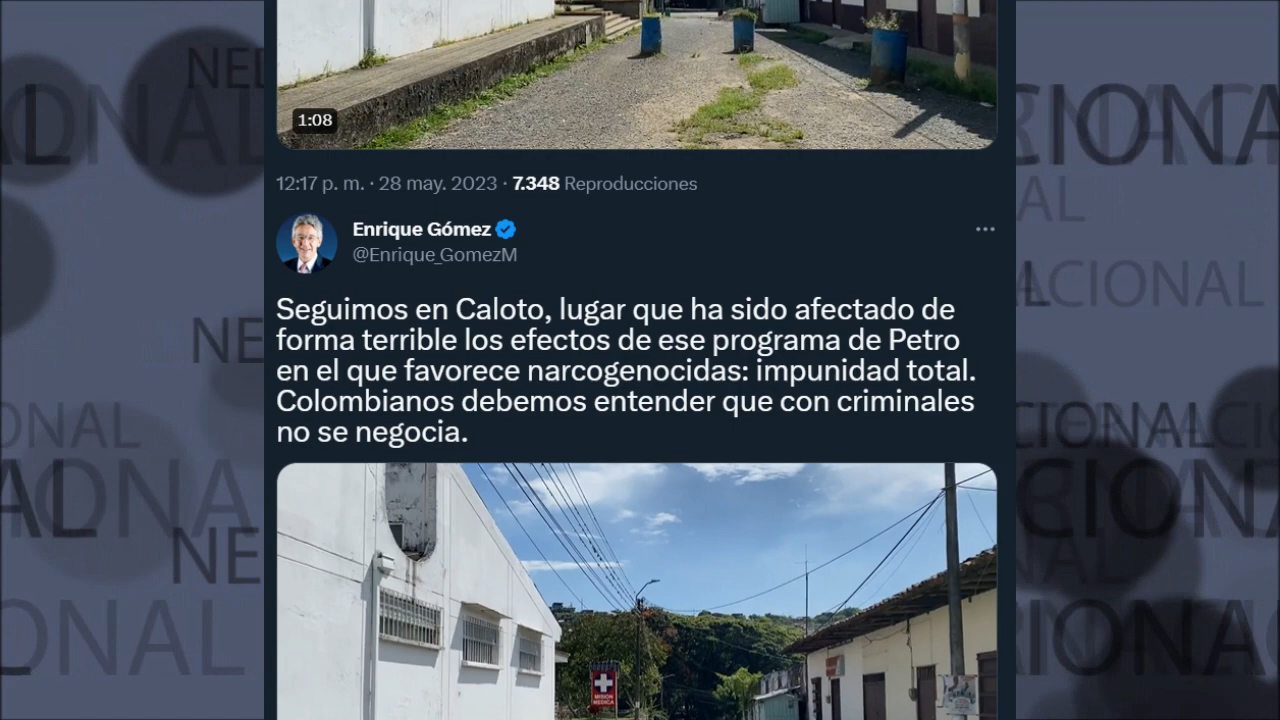 1:08
12:17 p. m. · 28 may. 2023 · 7.348 Reproducciones
Enrique Gómez
@Enrique_GomezM
Seguimos en Caloto, lugar que ha sido afectado de
forma terrible los efectos de ese programa de Petro
en el que favorece narcogenocidas: impunidad total.
Colombianos debemos entender que con criminales
no se negocia.
MISIÓN
MEDICA